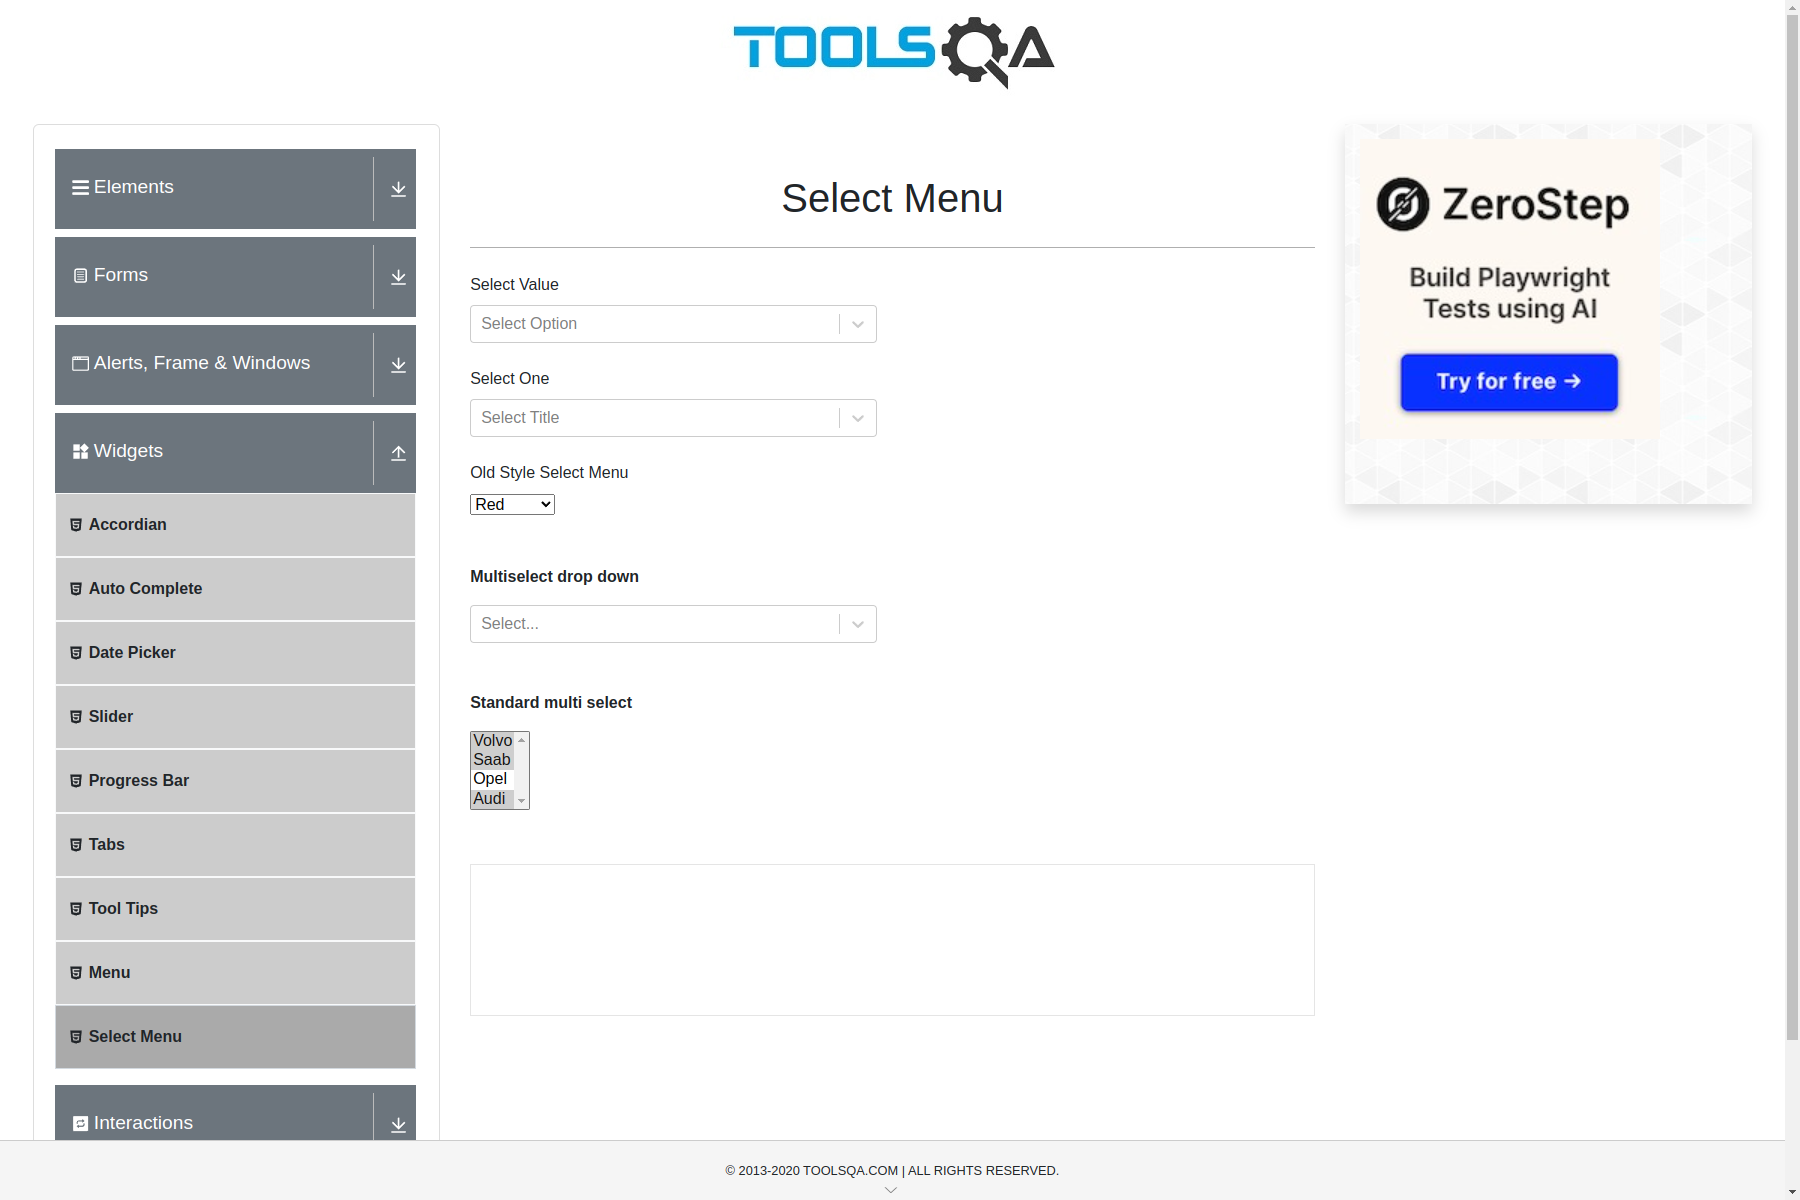 TOOLSQA
Elements
Forms
Alerts, Frame & Windows
Widgets
Accordian
Auto Complete
Date Picker
Slider
Progress Bar
Tabs
Tool Tips
Menu
Select Menu
Interactions
Select Menu
Select Value
Select Option
Select One
Select Title
Old Style Select Menu
Red
Multiselect drop down
Select...
Standard multi select
Volvo
Saab
Opel
Audi
ZeroStep
Build Playwright
Tests using AI
Try for free →
© 2013-2020 TOOLSQA.COM | ALL RIGHTS RESERVED.